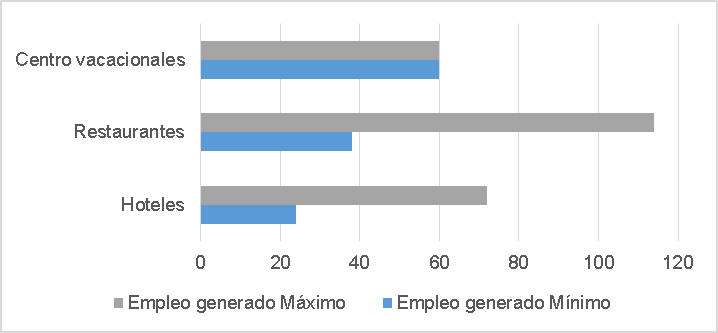 Centro vacacionales
Restaurantes
Hoteles
0 20 40 60 80 100 120
Empleo generado Máximo Empleo generado Mínimo